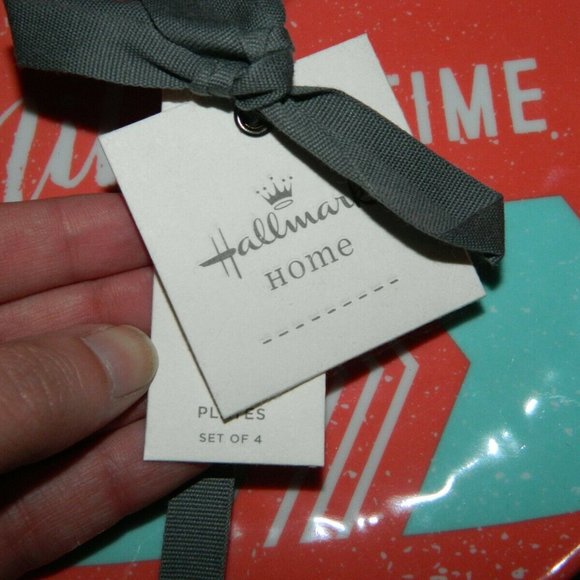 TIME.
Hallmark
HOME
PLATES
SET OF 4